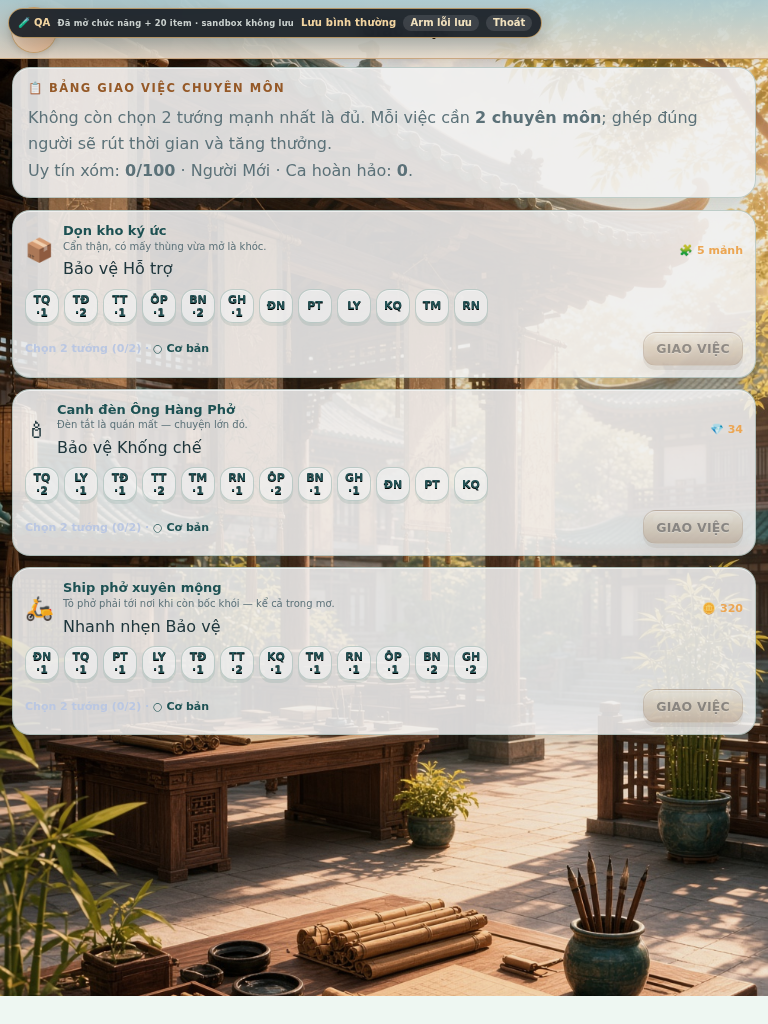 QA Đã mở chức năng + 20 item · sandbox không lưu Lưu bình thường Arm lỗi lưu Thoát
BẢNG GIAO VIỆC CHUYÊN MÔN
Không còn chọn 2 tướng mạnh nhất là đủ. Mỗi việc cần 2 chuyên môn; ghép đúng
người sẽ rút thời gian và tăng thưởng.
Uy tín xóm: 0/100 · Người Mới · Ca hoàn hảo: 0.
Dọn kho ký ức
Cẩn thận, có mấy thùng vừa mở là khóc.
Bảo vệ Hỗ trợ
5 mảnh
TQ ·1 TĐ ·2 TT ·1 ÔP ·1 BN ·2 GH ·1 ĐN PT LY KQ TM RN
Chọn 2 tướng (0/2) · ○ Cơ bản
GIAO VIỆC
Canh đèn Ông Hàng Phở
Đèn tắt là quán mất — chuyện lớn đó.
Bảo vệ Khống chế
34
TQ ·2 LY ·1 TĐ ·1 TT ·2 TM ·1 RN ·1 ÔP ·2 BN ·1 GH ·1 ĐN PT KQ
Chọn 2 tướng (0/2) · ○ Cơ bản
GIAO VIỆC
Ship phở xuyên mộng
Tô phở phải tới nơi khi còn bốc khói — kể cả trong mơ.
Nhanh nhẹn Bảo vệ
320
ĐN ·1 TQ ·1 PT ·1 LY ·1 TĐ ·1 TT ·2 KQ ·1 TM ·1 RN ·1 ÔP ·1 BN ·2 GH ·2
Chọn 2 tướng (0/2) · ○ Cơ bản
GIAO VIỆC